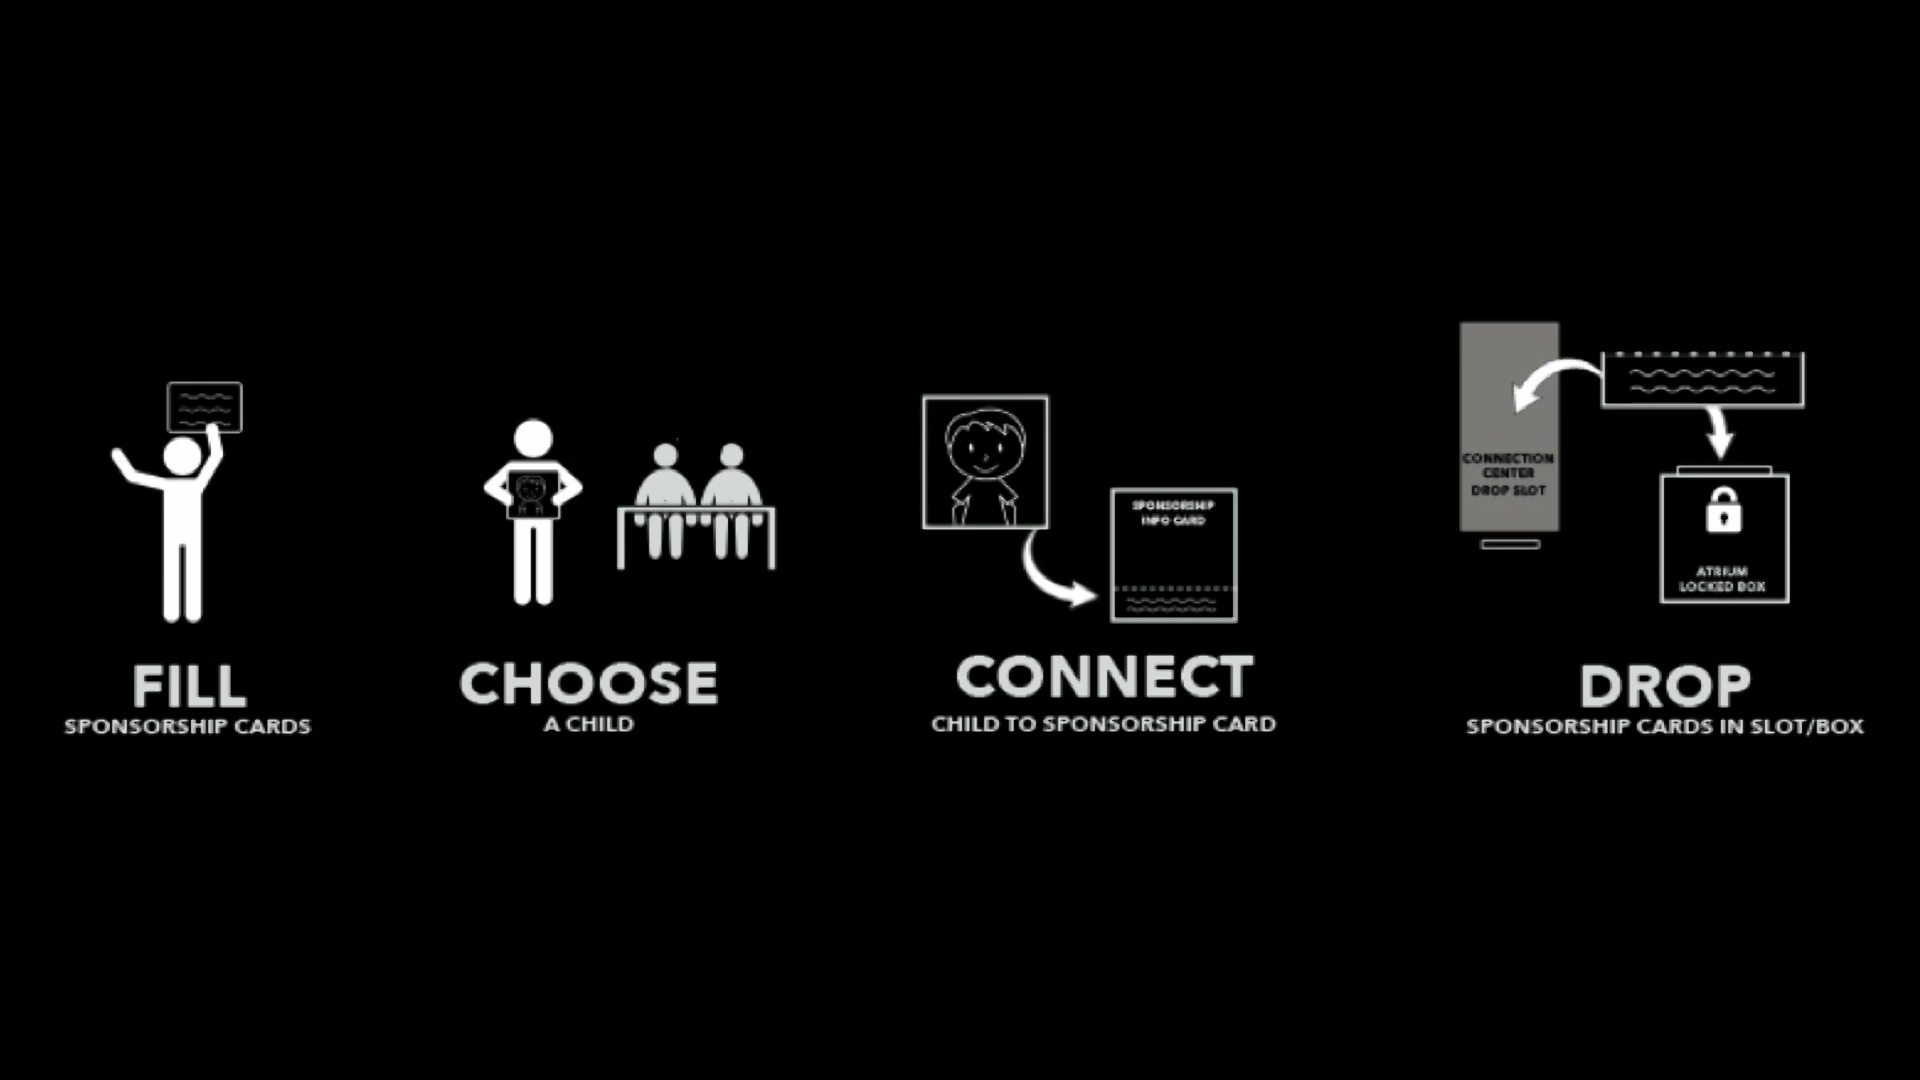 FILL
SPONSORSHIP CARDS
CHOOSE
A CHILD
SPONSORSHIP
INFO CARD
CONNECT
CHILD TO SPONSORSHIP CARD
CONNECTION
CENTER
DROP SLOT
ATRIUM
LOCKED BOX
DROP
SPONSORSHIP CARDS IN SLOT/BOX